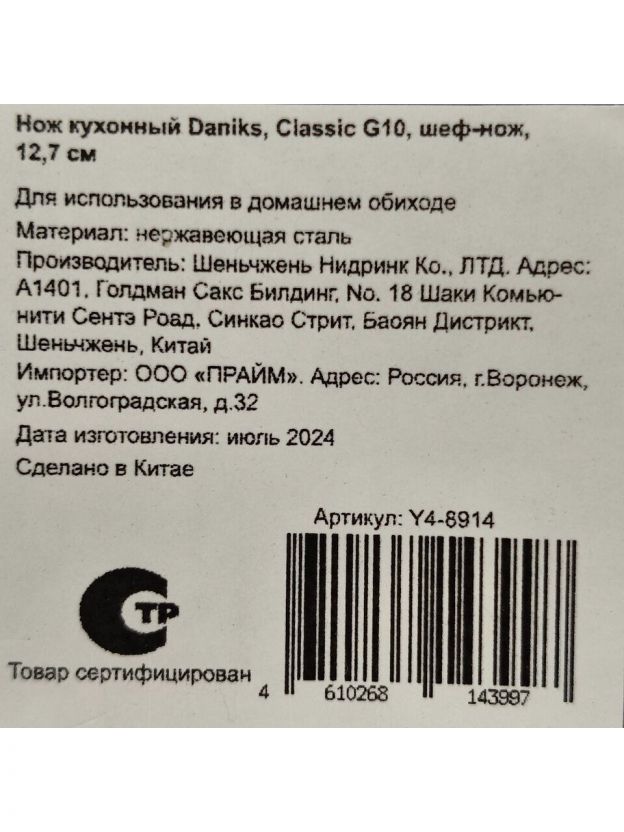 Нож кухонный Daniks, Classic G10, шеф-нож,
12,7 см
Для использования в домашнем обиходе
Материал: нержавеющая сталь
Производитель: Шеньчжень Нидринк Ко., ЛТД. Адрес:
А1401, Голдман Сакс Билдинг, No. 18 Шаки Комью-
нити Сентэ Роад, Синкао Стрит, Баоян Дистрикт,
Шеньчжень, Китай
Импортер: ООО «ПРАЙМ». Адрес: Россия, г.Воронеж,
ул.Волгоградская, д.32
Дата изготовления: июль 2024
Сделано в Китае
Артикул: Y4-8914
СТР
Товар сертифицирован
4 610268 143997